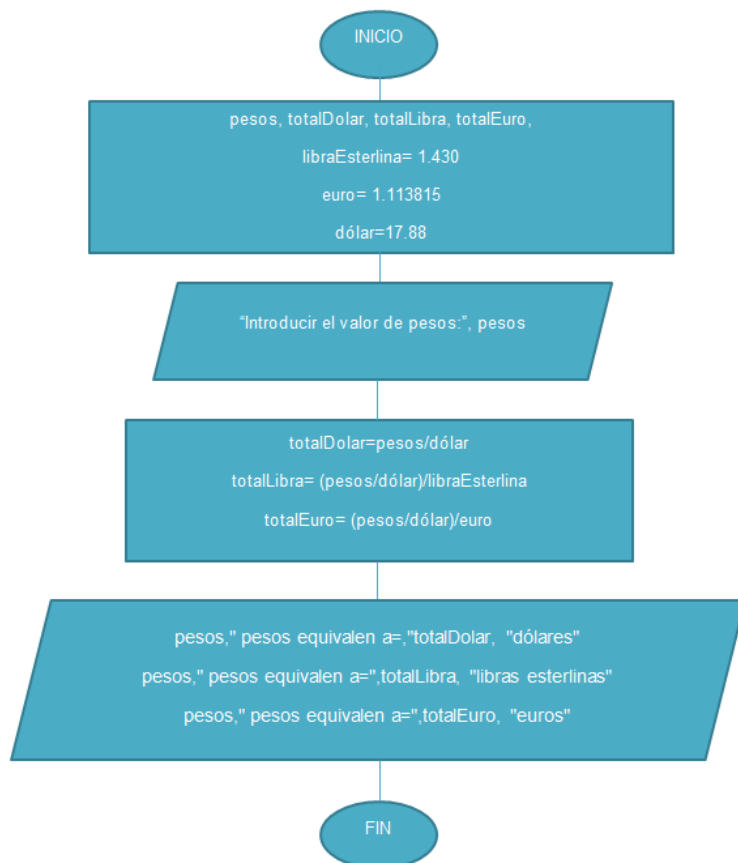 INICIO
pesos, totalDolar, totalLibra, totalEuro,
libraEsterlina= 1.430
euro= 1.113815
dólar=17.88
“Introducir el valor de pesos:”, pesos
totalDolar=pesos/dólar
totalLibra= (pesos/dólar)/libraEsterlina
totalEuro= (pesos/dólar)/euro
pesos," pesos equivalen a=,"totalDolar, "dólares"
pesos," pesos equivalen a=",totalLibra, "libras esterlinas"
pesos," pesos equivalen a=",totalEuro, "euros"
FIN